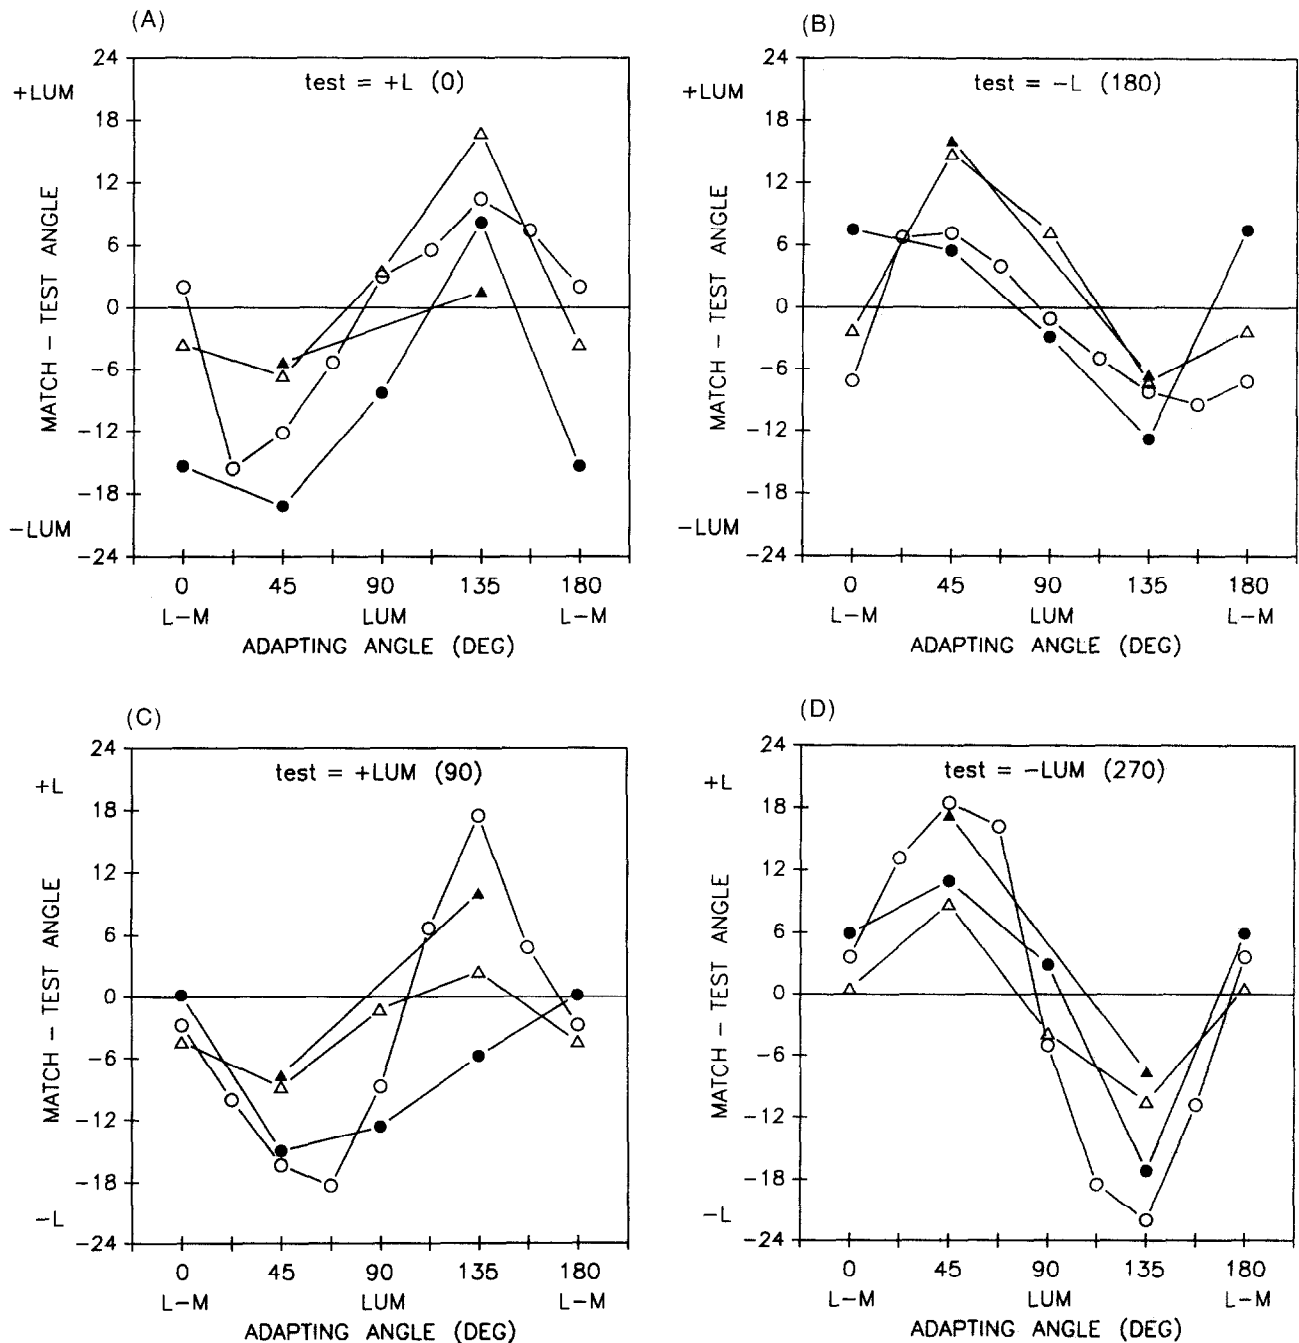 (A)
test = +L (0)
+LUM
MATCH – TEST ANGLE
–LUM
24
18
12
6
0
–6
–12
–18
–24
0 45 90 135 180
L–M LUM L–M
ADAPTING ANGLE (DEG)
(B)
test = –L (180)
+LUM
MATCH – TEST ANGLE
–LUM
24
18
12
6
0
–6
–12
–18
–24
0 45 90 135 180
L–M LUM L–M
ADAPTING ANGLE (DEG)
(C)
test = +LUM (90)
+L
MATCH – TEST ANGLE
–L
24
18
12
6
0
–6
–12
–18
–24
0 45 90 135 180
L–M LUM L–M
ADAPTING ANGLE (DEG)
(D)
test = –LUM (270)
+L
MATCH – TEST ANGLE
–L
24
18
12
6
0
–6
–12
–18
–24
0 45 90 135 180
L–M LUM L–M
ADAPTING ANGLE (DEG)